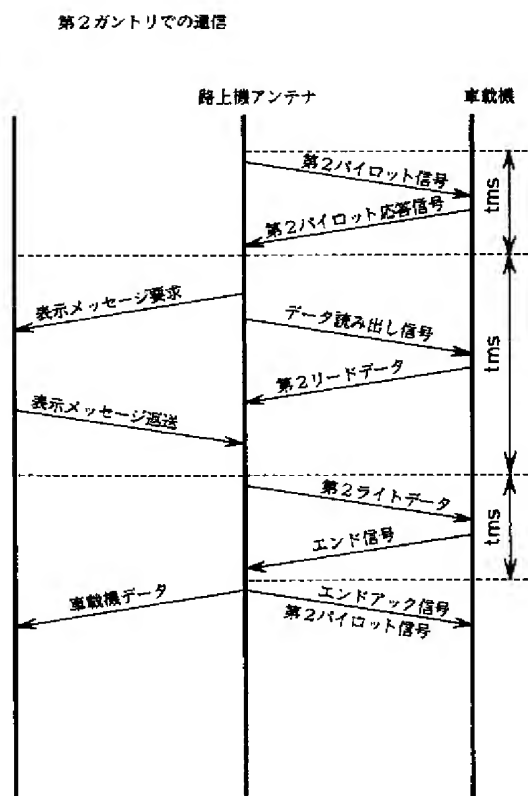 第2ガントリでの通信
路上機アンテナ
車載機
第2パイロット信号
第2パイロット応答信号
tms
表示メッセージ要求
データ読み出し信号
第2リードデータ
tms
表示メッセージ返送
第2ライトデータ
エンド信号
tms
車載機データ
エンドアック信号
第2パイロット信号